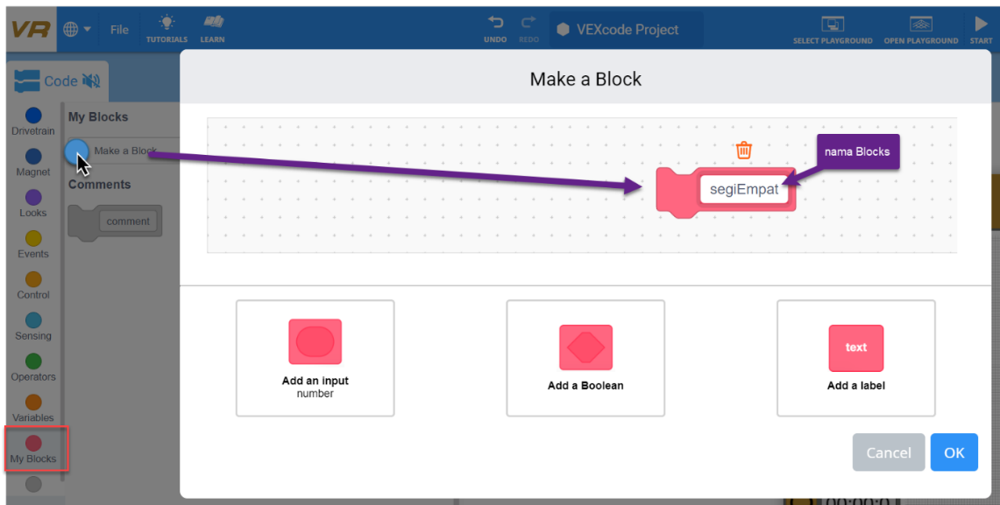 VR
File
TUTORIALS
LEARN
UNDO
REDO
VEXcode Project
SELECT PLAYGROUND
OPEN PLAYGROUND
START
Code
Make a Block
Drivetrain
Magnet
Looks
Events
Control
Sensing
Operators
Variables
My Blocks
My Blocks
Make a Block
Comments
comment
nama Blocks
segiEmpat
Add an input
number
Add a Boolean
text
Add a label
Cancel
OK